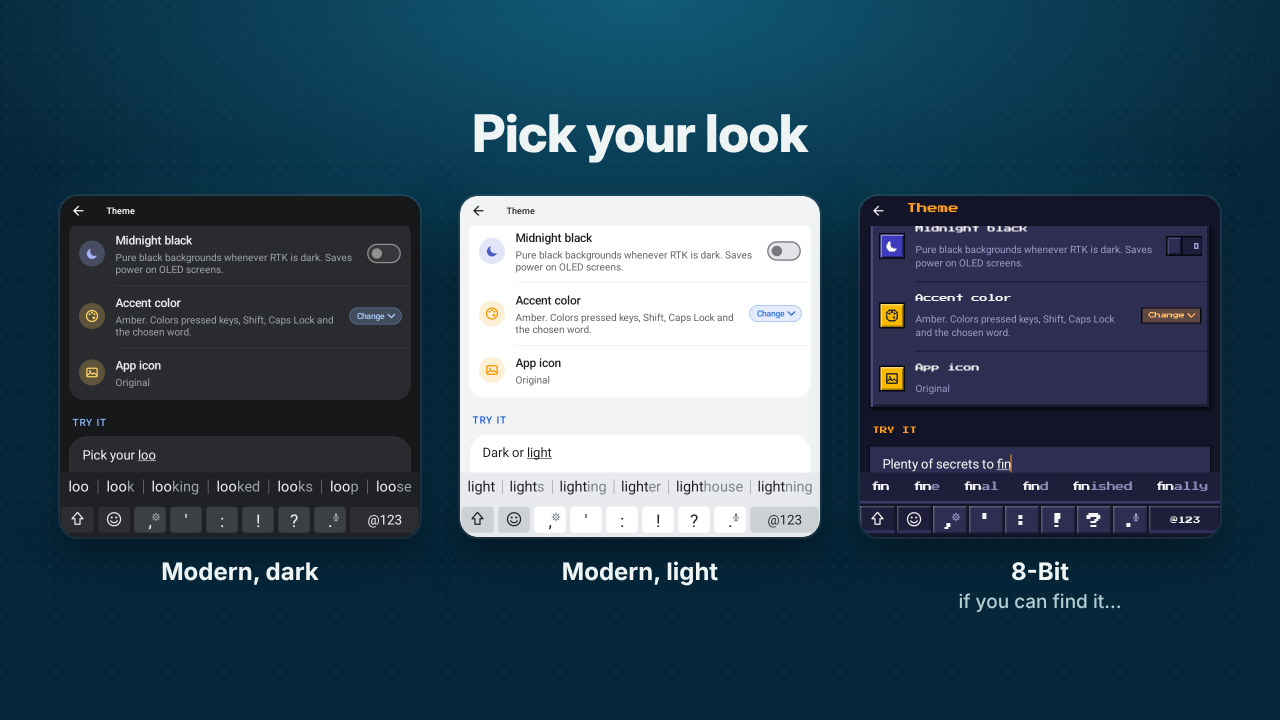 Pick your look
Theme
Midnight black
Pure black backgrounds whenever RTK is dark. Saves
power on OLED screens.
Accent color
Amber. Colors pressed keys, Shift, Caps Lock and
the chosen word.
Change
App icon
Original
TRY IT
Pick your loo
loo look looking looked looks loop loose
, ' : ! ? . @123
Modern, dark
Theme
Midnight black
Pure black backgrounds whenever RTK is dark. Saves
power on OLED screens.
Accent color
Amber. Colors pressed keys, Shift, Caps Lock and
the chosen word.
Change
App icon
Original
TRY IT
Dark or light
light lights lighting lighter lighthouse lightning
, ' : ! ? . @123
Modern, light
Theme
Midnight black
Pure black backgrounds whenever RTK is dark. Saves
power on OLED screens.
Accent color
Amber. Colors pressed keys, Shift, Caps Lock
and the chosen word.
Change
App icon
Original
TRY IT
Plenty of secrets to fin
fin fine final find finished finally
, ' : ! ? . @123
8-Bit
if you can find it...